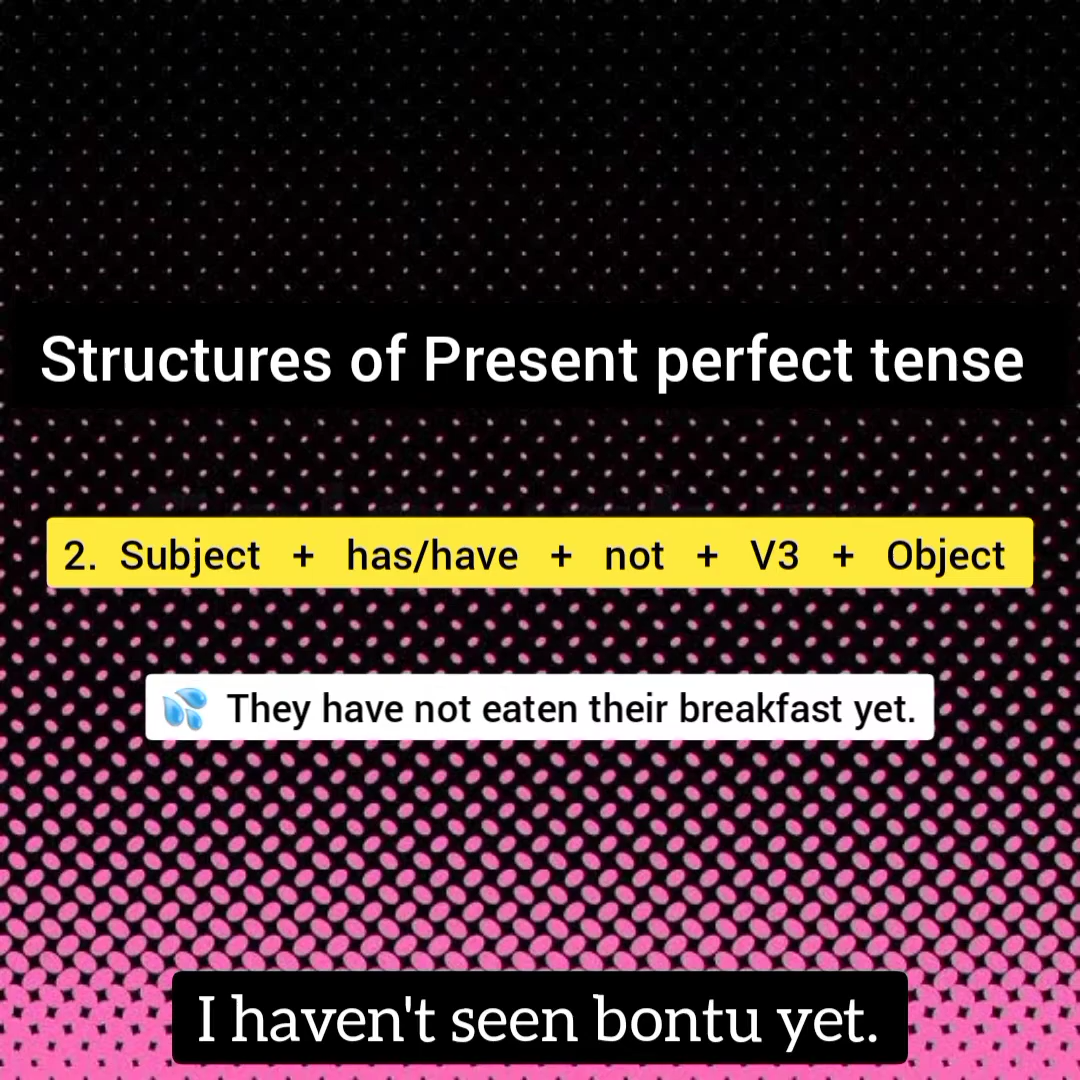 Structures of Present perfect tense
2. Subject + has/have + not + V3 + Object
💦 They have not eaten their breakfast yet.
I haven't seen bontu yet.